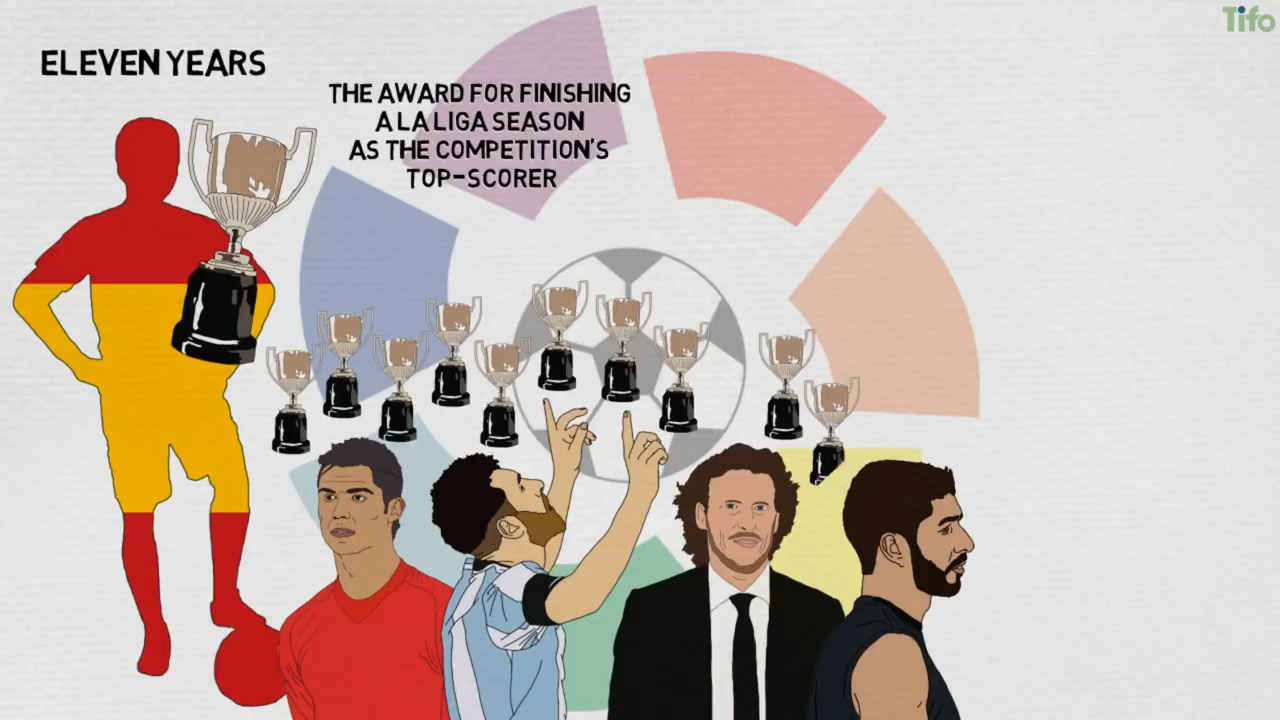 Tifo
ELEVEN YEARS
THE AWARD FOR FINISHING
A LA LIGA SEASON
AS THE COMPETITION'S
TOP-SCORER